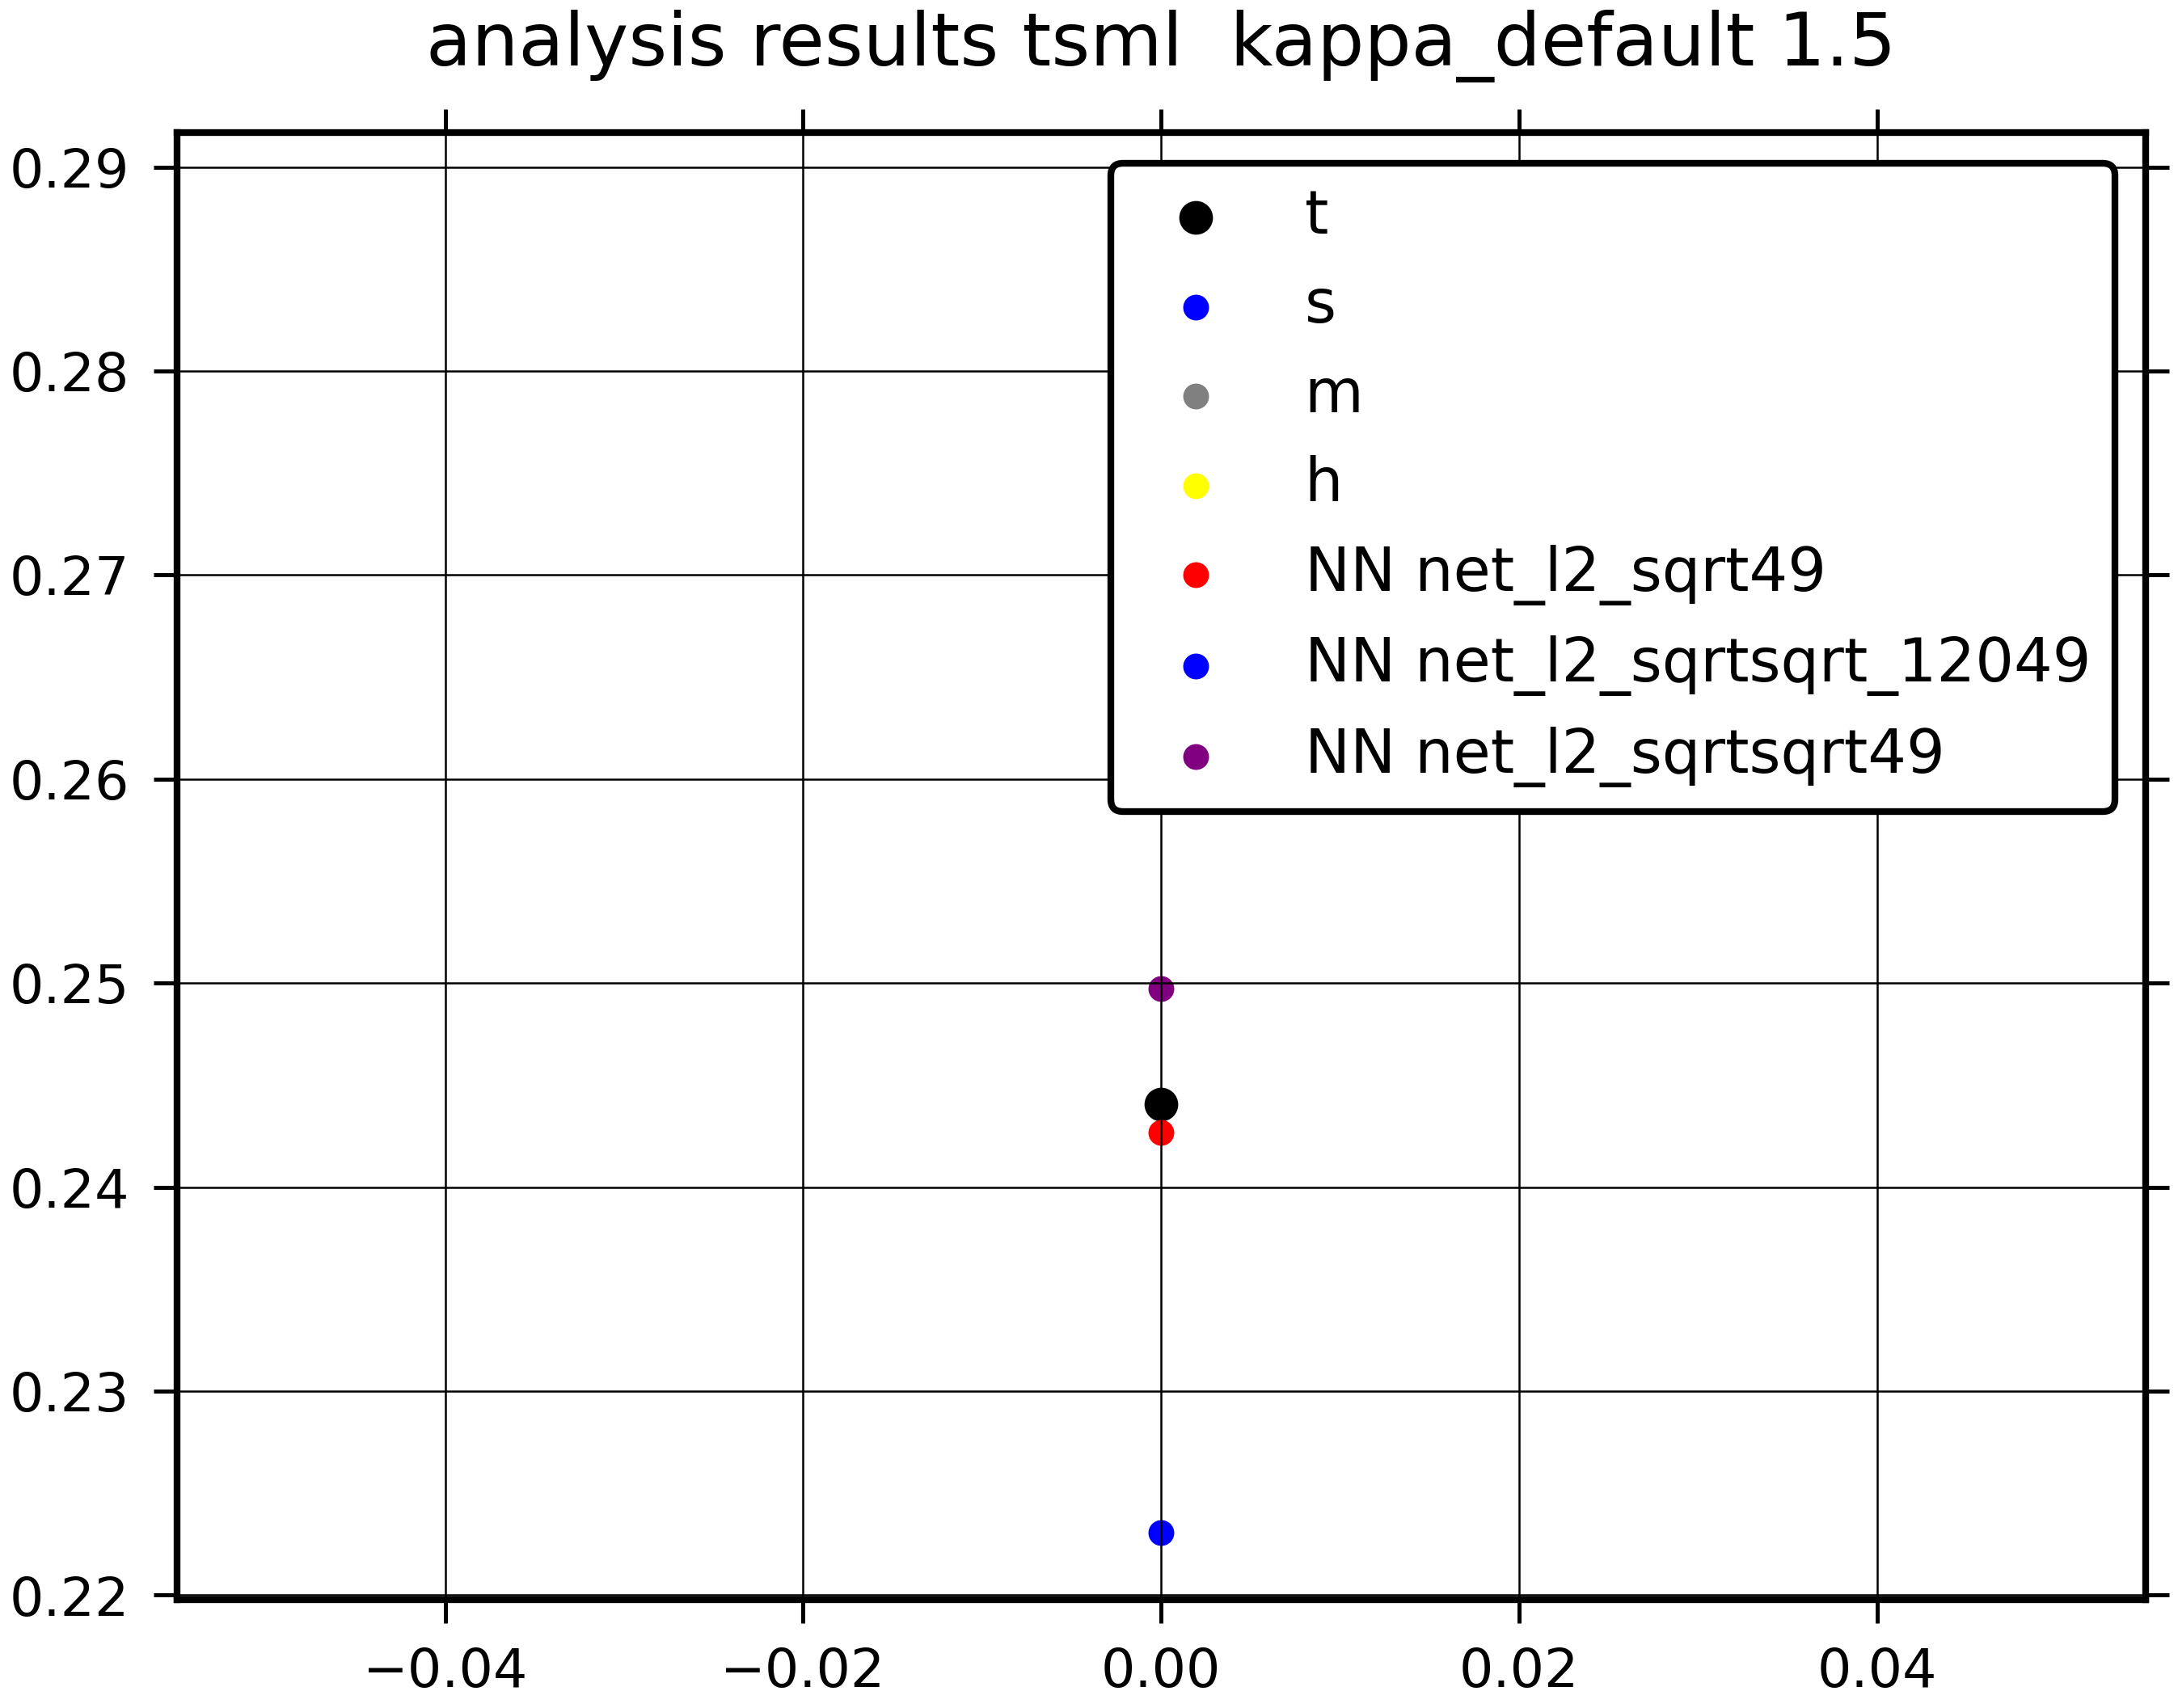 analysis results tsml  kappa_default 1.5
0.29
0.28
0.27
0.26
0.25
0.24
0.23
0.22
t
s
m
h
NN net_l2_sqrt49
NN net_l2_sqrtsqrt_12049
NN net_l2_sqrtsqrt49
−0.04 −0.02 0.00 0.02 0.04